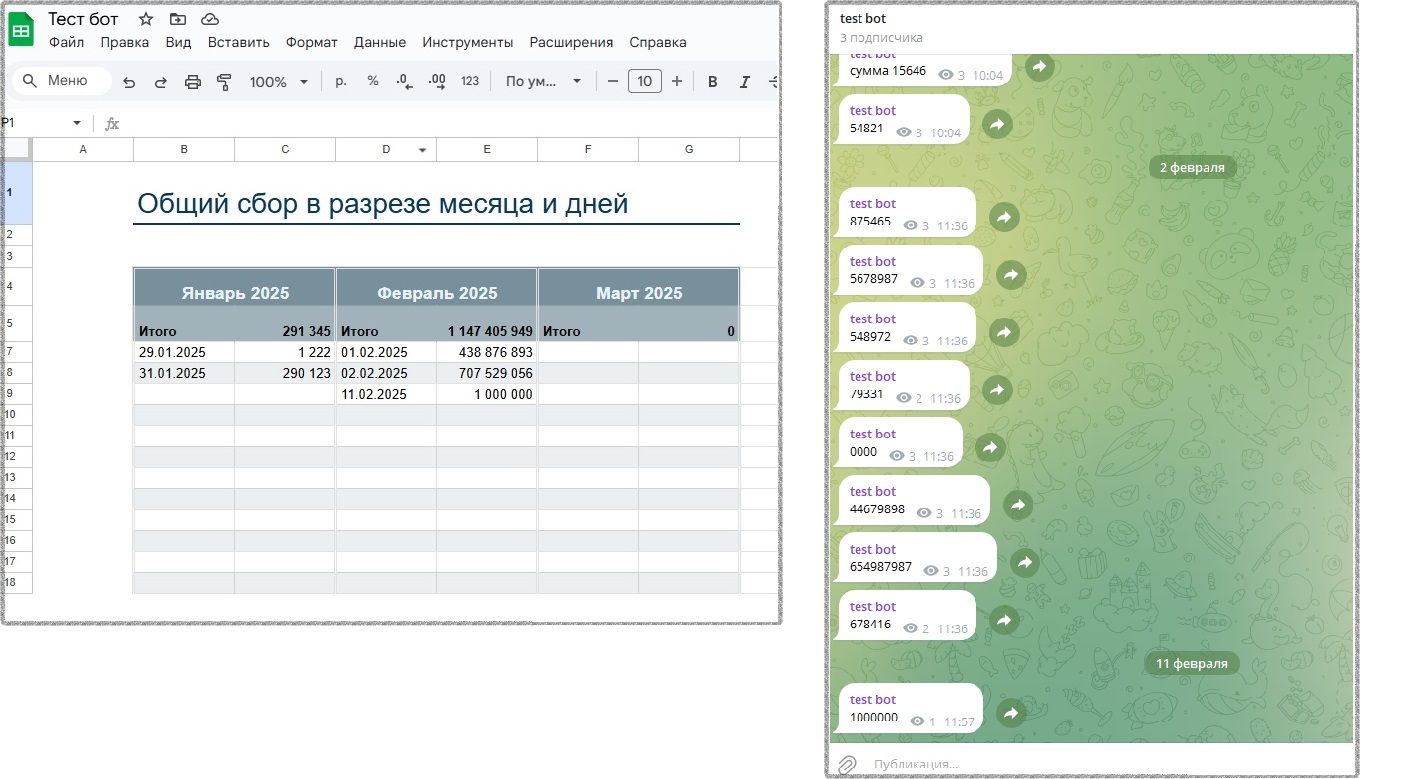 Тест бот
Файл Правка Вид Вставить Формат Данные Инструменты Расширения Справка
Меню 100% р. % .0 .00 123 По ум... 10 B I
P1 fx
A B C D E F G
1
Общий сбор в разрезе месяца и дней
2
3
4 Январь 2025 Февраль 2025 Март 2025
5 Итого 291 345 Итого 1 147 405 949 Итого 0
7 29.01.2025 1 222 01.02.2025 438 876 893
8 31.01.2025 290 123 02.02.2025 707 529 056
9 11.02.2025 1 000 000
10
11
12
13
14
15
16
17
18
test bot
3 подписчика
test bot
сумма 15646 3 10:04
test bot
54821 3 10:04
2 февраля
test bot
875465 3 11:36
test bot
5678987 3 11:36
test bot
548972 3 11:36
test bot
79331 2 11:36
test bot
0000 3 11:36
test bot
44679898 3 11:36
test bot
654987987 3 11:36
test bot
678416 2 11:36
11 февраля
test bot
1000000 1 11:57
Публикация...